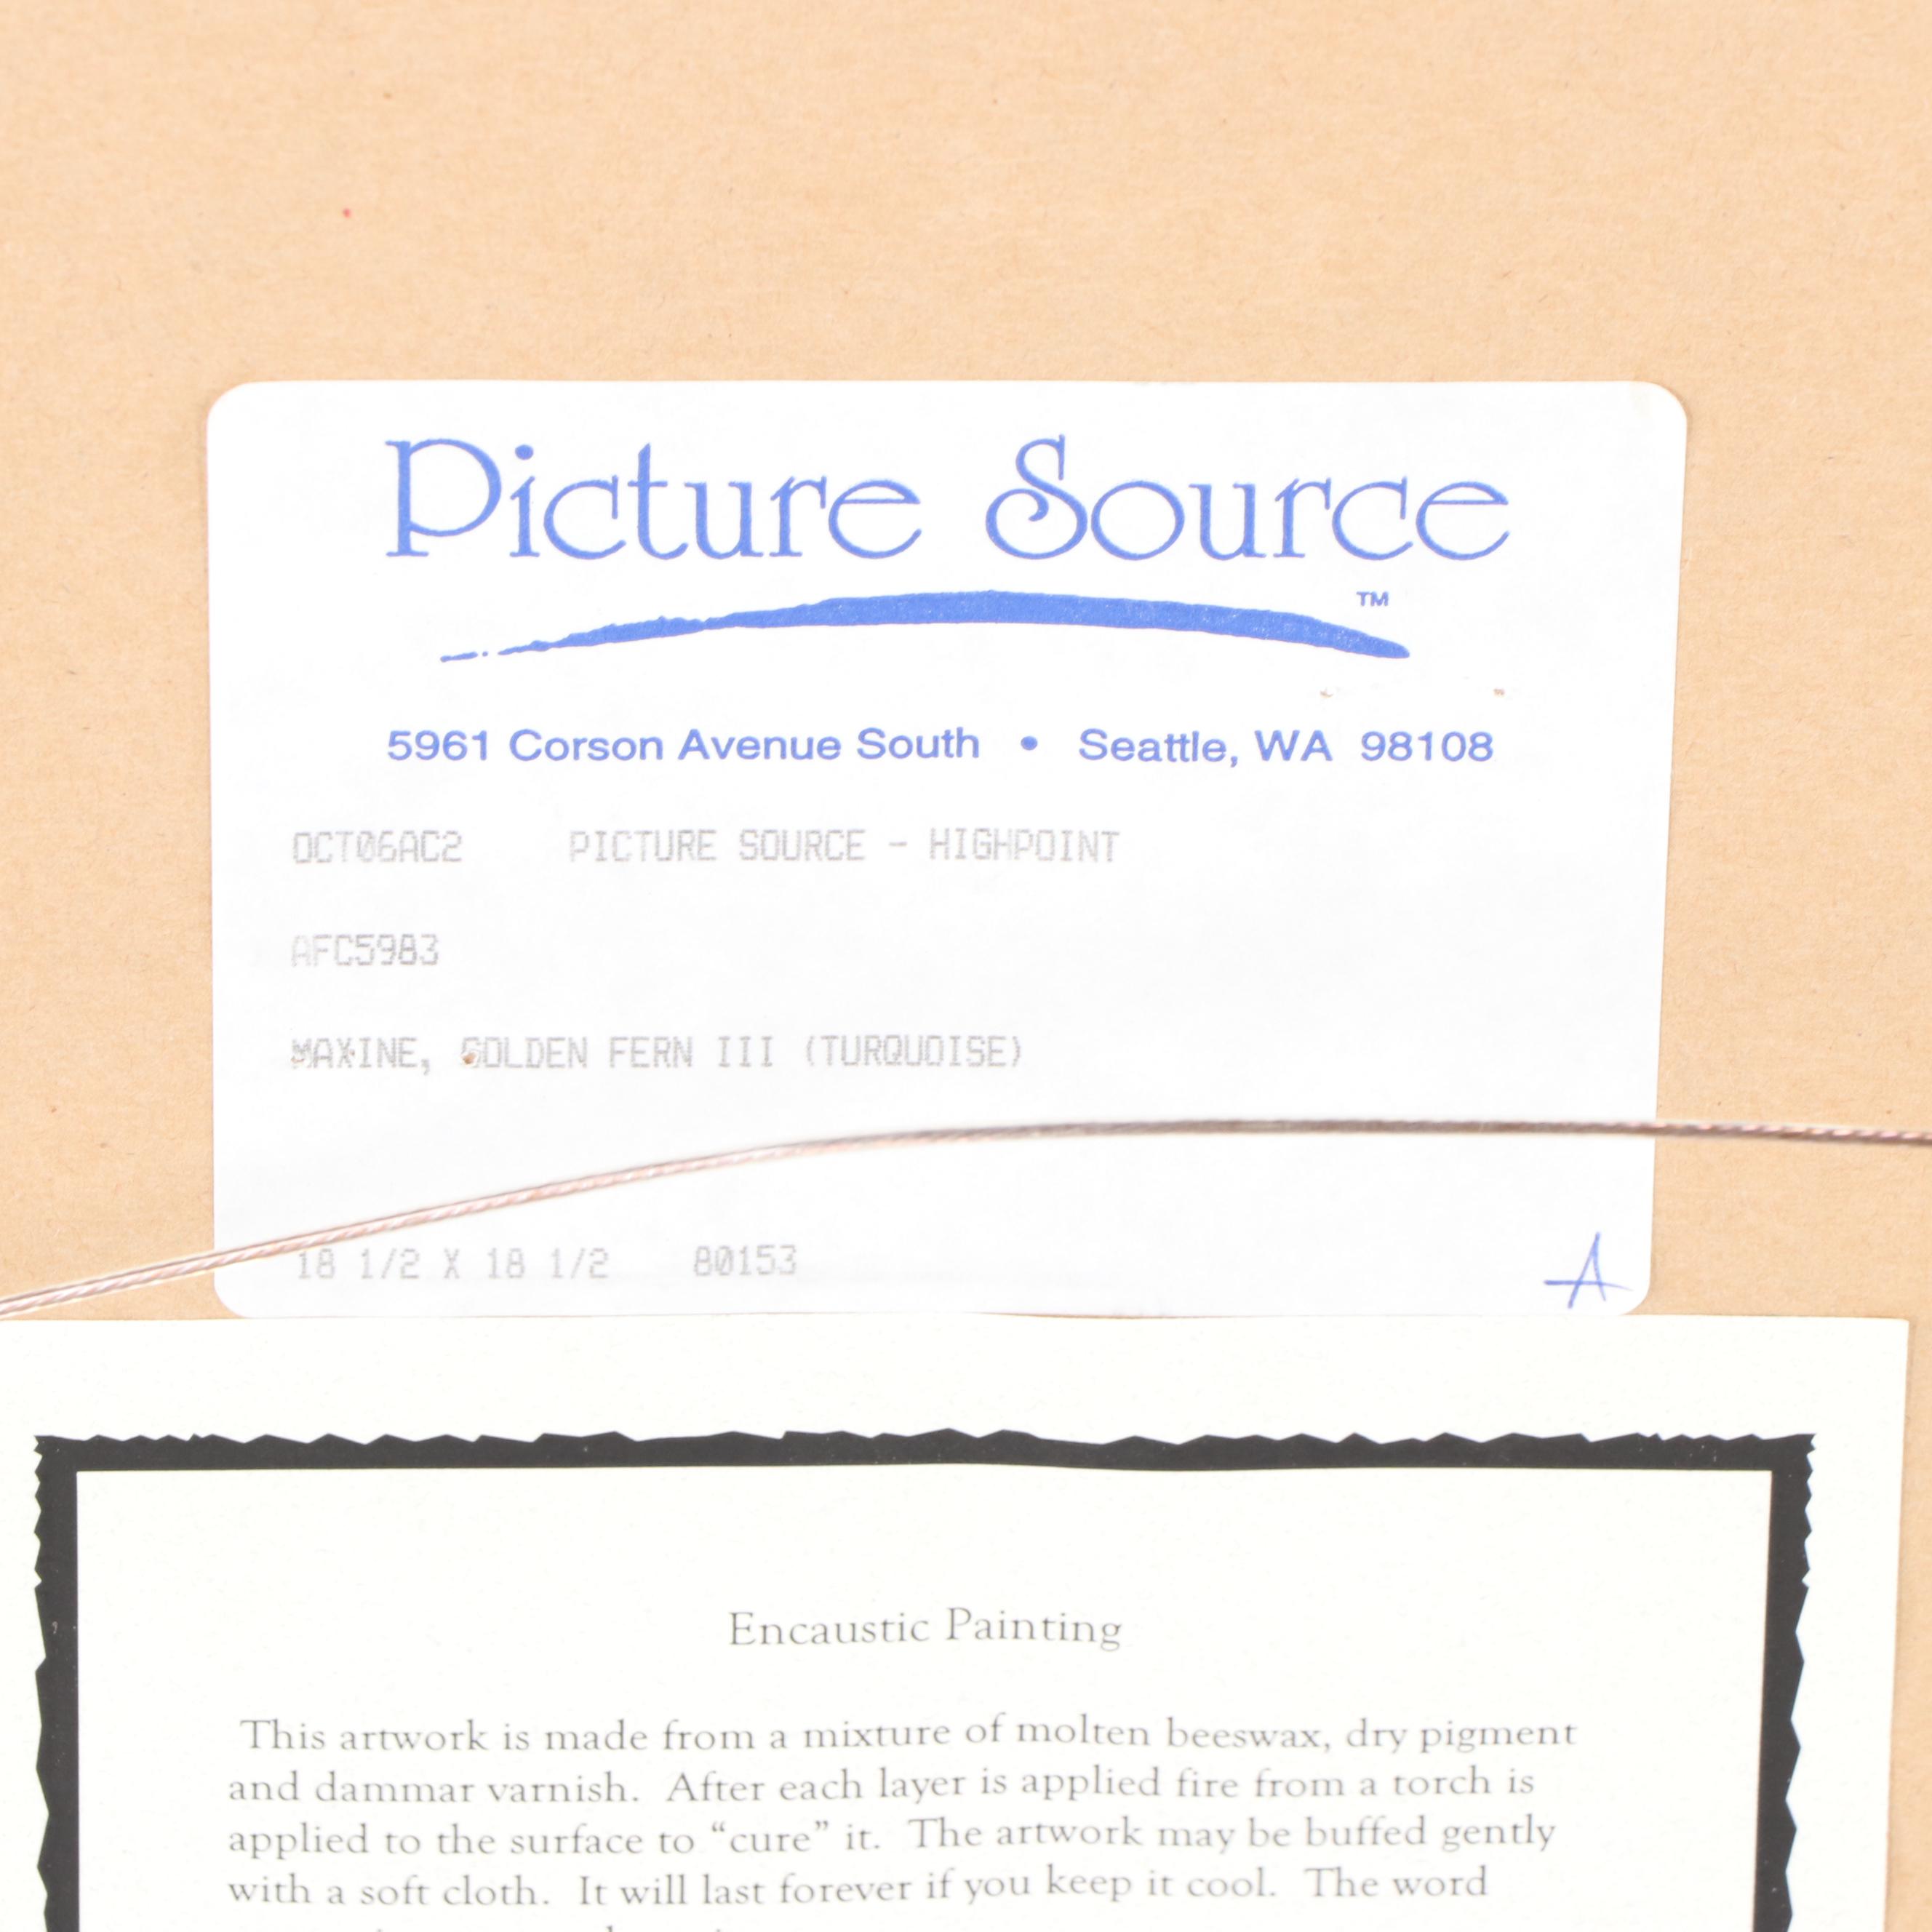 Picture Source
TM
5961 Corson Avenue South • Seattle, WA 98108
OCT06AC2 PICTURE SOURCE - HIGHPOINT
AFC5983
MAXINE, GOLDEN FERN III (TURQUOISE)
18 1/2 X 18 1/2 80153
A
Encaustic Painting
This artwork is made from a mixture of molten beeswax, dry pigment
and dammar varnish. After each layer is applied fire from a torch is
applied to the surface to “cure” it. The artwork may be buffed gently
with a soft cloth. It will last forever if you keep it cool. The word